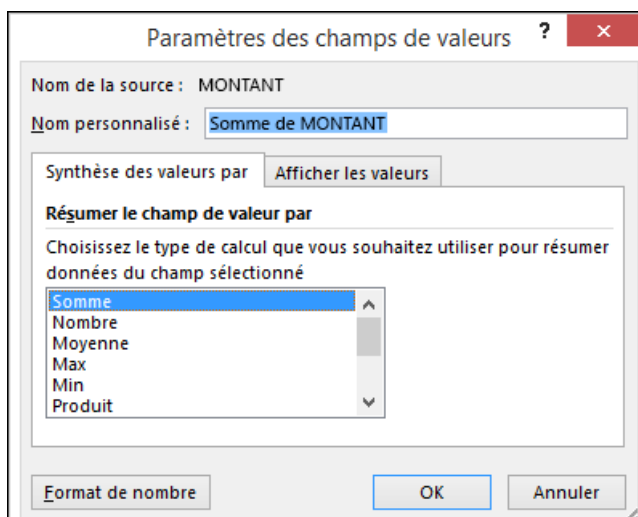 Paramètres des champs de valeurs ? ×
Nom de la source : MONTANT
Nom personnalisé : Somme de MONTANT
Synthèse des valeurs par Afficher les valeurs
Résumer le champ de valeur par
Choisissez le type de calcul que vous souhaitez utiliser pour résumer
données du champ sélectionné
Somme
Nombre
Moyenne
Max
Min
Produit
Format de nombre OK Annuler